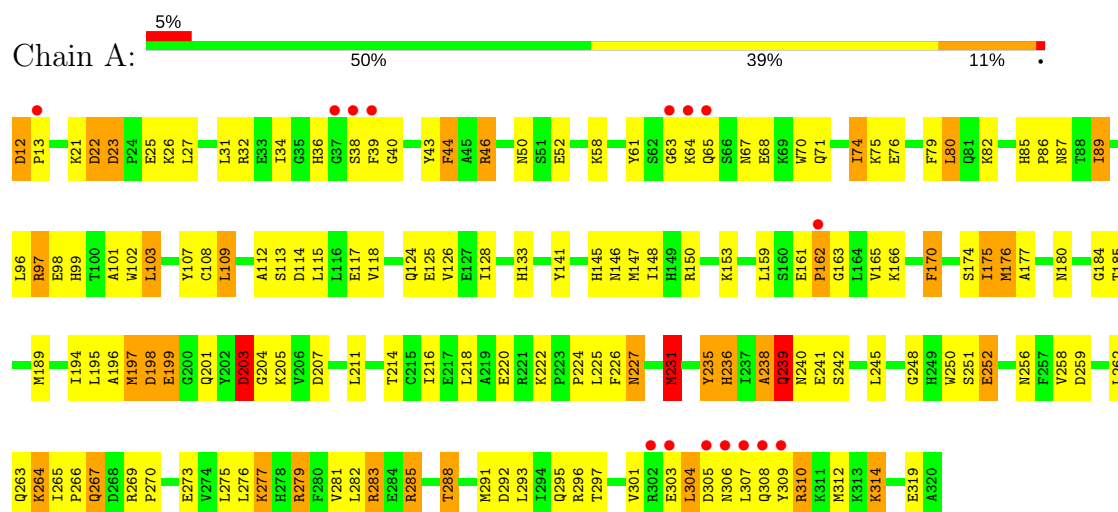 5%
Chain A:
50% 39% 11% •
D12 P13 K21 D22 D23 P24 E25 K26 L27 L31 R32 E33 I34 G35 H36 G37 S38 F39 G40 Y43 F44 A45 R46 N50 S51 E52 K58 Y61 S62 G63 K64 Q65 S66 N67 E68 K69 W70 Q71 I74 K75 E76 F79 L80 Q81 K82 H85 P86 N87 T88 I89
L96 R97 E98 H99 T100 A101 W102 L103 Y107 C108 L109 A112 S113 D114 L115 L116 E117 V118 Q124 E125 V126 E127 I128 H133 Y141 H145 N146 M147 I148 H149 R150 K153 L159 S160 E161 P162 G163 L164 V165 K166 F170 S174 I175 M176 A177 N180 G184 T185
M189 I194 L195 A196 M197 D198 E199 G200 Q201 Y202 D203 G204 K205 V206 D207 L211 T214 C215 I216 E217 L218 A219 E220 R221 K222 P223 P224 L225 F226 N227 M231 Y235 H236 I237 A238 Q239 N240 E241 S242 L245 G248 H249 W250 S251 E252 N256 F257 V258 D259 L262
Q263 K264 I265 P266 Q267 D268 R269 P270 E273 V274 L275 L276 K277 H278 R279 F280 V281 L282 R283 E284 R285 T288 M291 D292 L293 I294 Q295 R296 T297 V301 R302 E303 L304 D305 N306 L307 Q308 Y309 R310 K311 M312 K313 K314 E319 A320